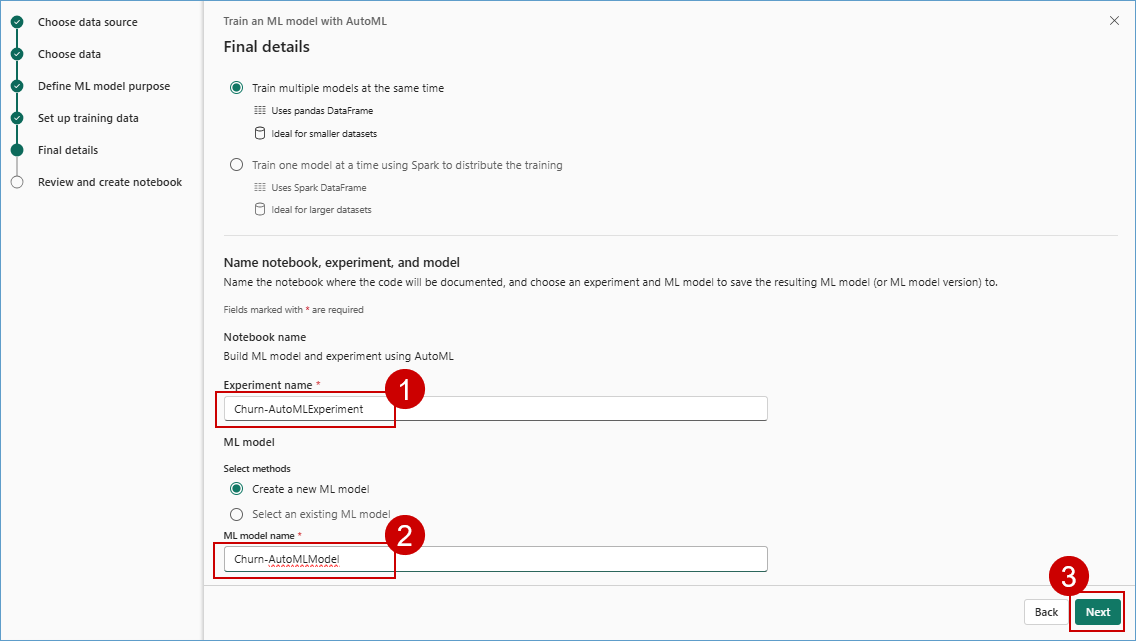 Choose data source
Choose data
Define ML model purpose
Set up training data
Final details
Review and create notebook
Train an ML model with AutoML
Final details
Train multiple models at the same time
Uses pandas DataFrame
Ideal for smaller datasets
Train one model at a time using Spark to distribute the training
Uses Spark DataFrame
Ideal for larger datasets
Name notebook, experiment, and model
Name the notebook where the code will be documented, and choose an experiment and ML model to save the resulting ML model (or ML model version) to.
Fields marked with * are required
Notebook name
Build ML model and experiment using AutoML
Experiment name *
1
Churn-AutoMLExperiment
ML model
Select methods
Create a new ML model
Select an existing ML model
ML model name *
2
Churn-AutoMLModel
3
Back
Next